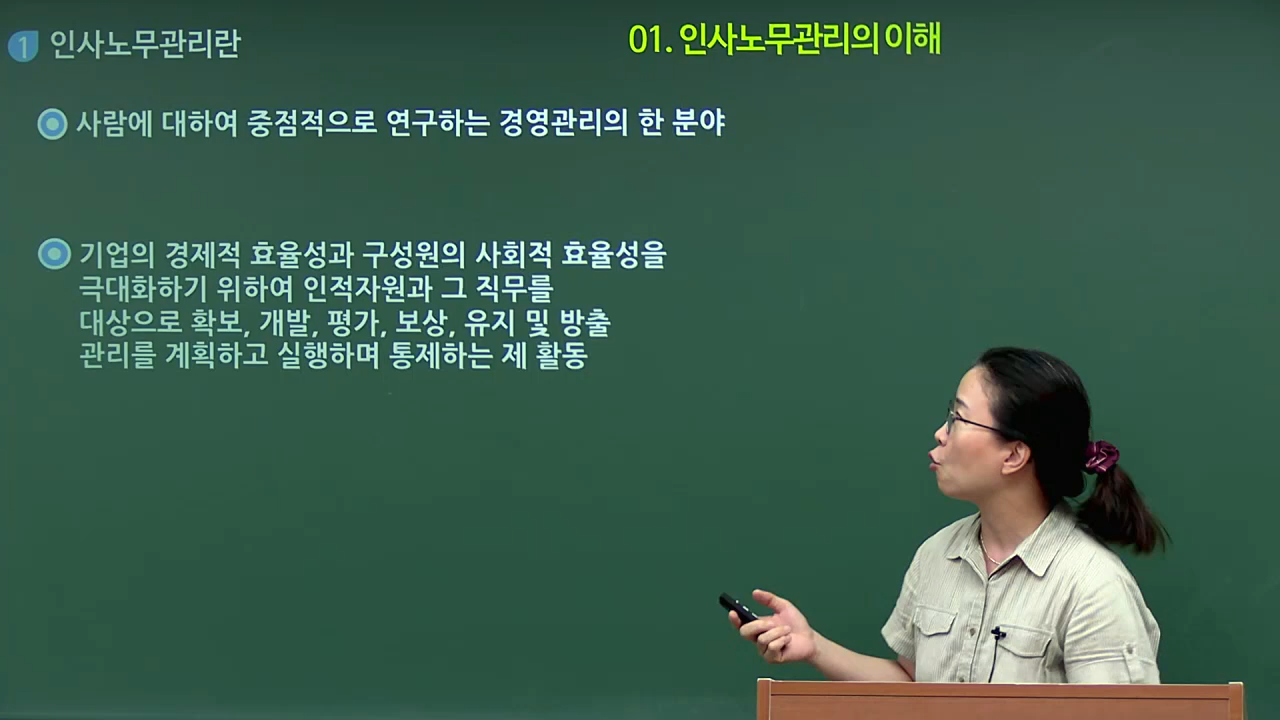 1 인사노무관리란
01. 인사노무관리의 이해
사람에 대하여 중점적으로 연구하는 경영관리의 한 분야
기업의 경제적 효율성과 구성원의 사회적 효율성을
극대화하기 위하여 인적자원과 그 직무를
대상으로 확보, 개발, 평가, 보상, 유지 및 방출
관리를 계획하고 실행하며 통제하는 제 활동